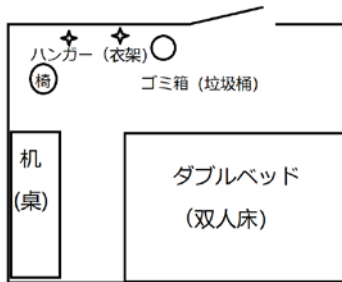 ハンガー（衣架）
椅
ゴミ箱（垃圾桶）
机
(桌)
ダブルベッド
（双人床）